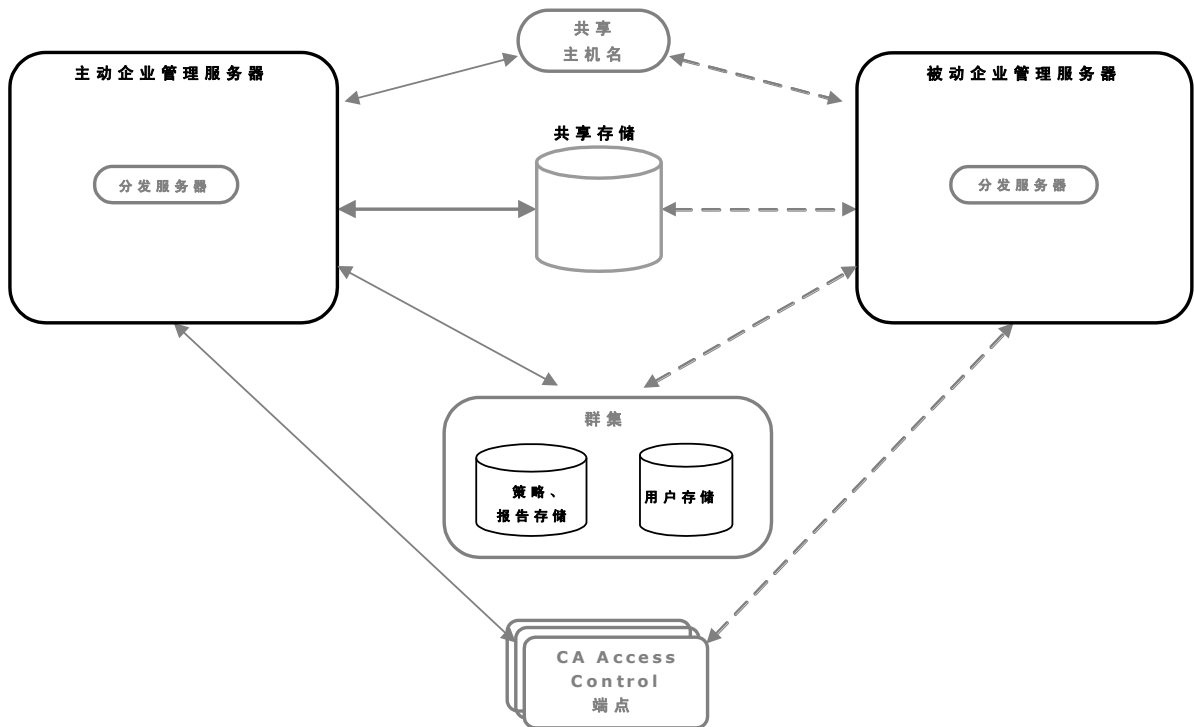 共享
主机名
主动企业管理服务器
被动企业管理服务器
共享存储
分发服务器
分发服务器
群集
策略、
报告存储
用户存储
CA Access
Control
端点